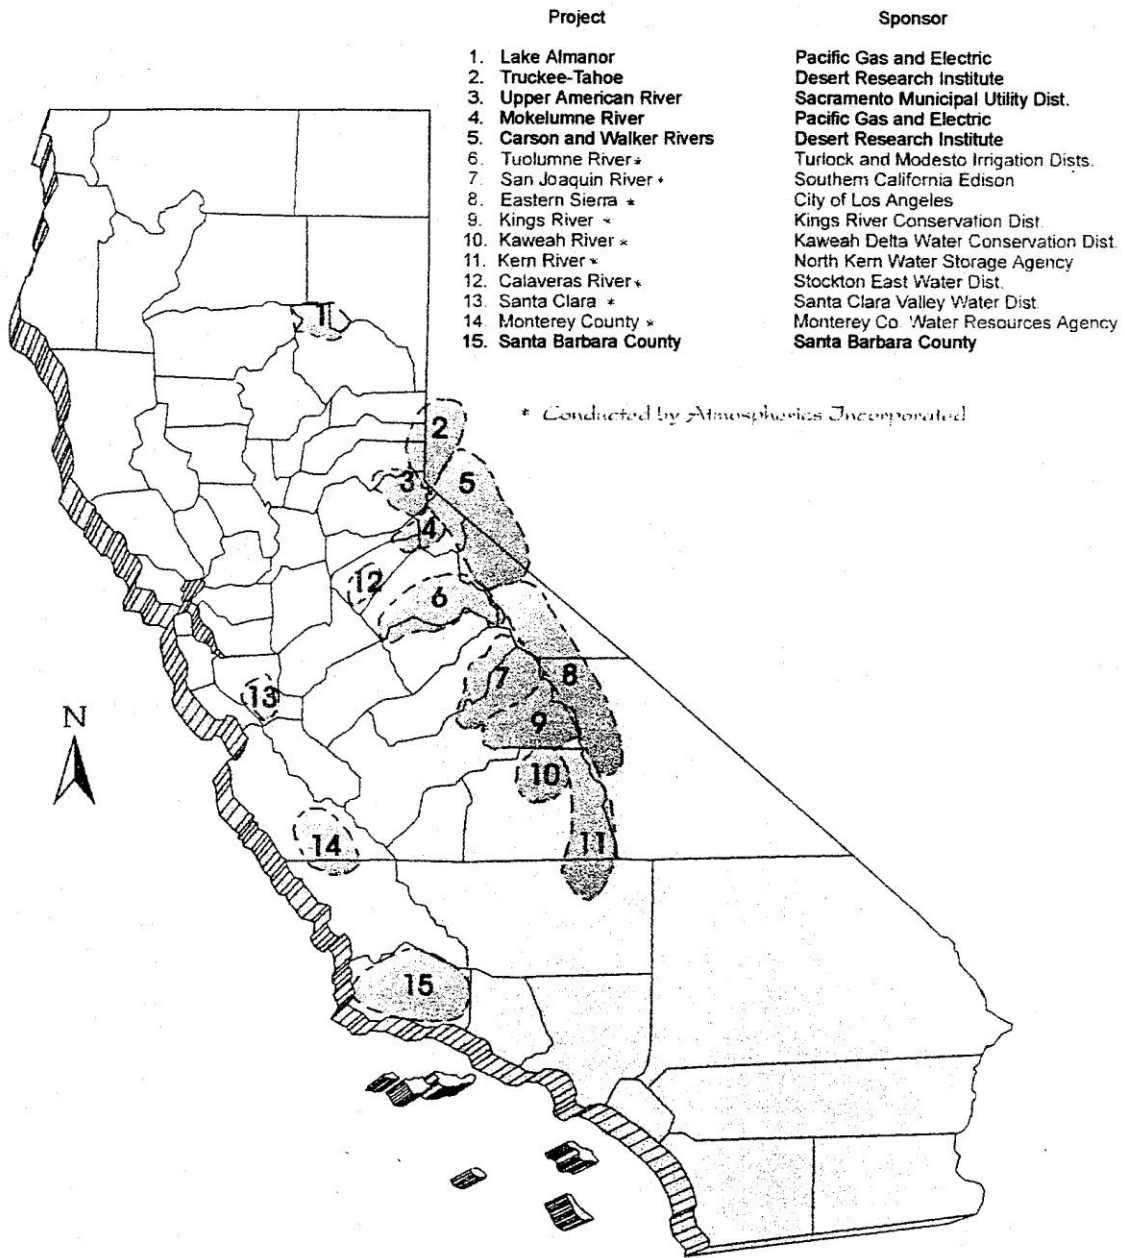 Project Sponsor
1. Lake Almanor Pacific Gas and Electric
2. Truckee-Tahoe Desert Research Institute
3. Upper American River Sacramento Municipal Utility Dist.
4. Mokelumne River Pacific Gas and Electric
5. Carson and Walker Rivers Desert Research Institute
6. Tuolumne River * Turlock and Modesto Irrigation Dists.
7. San Joaquin River * Southern California Edison
8. Eastern Sierra * City of Los Angeles
9. Kings River * Kings River Conservation Dist.
10. Kaweah River * Kaweah Delta Water Conservation Dist.
11. Kern River * North Kern Water Storage Agency
12. Calaveras River * Stockton East Water Dist.
13. Santa Clara * Santa Clara Valley Water Dist.
14. Monterey County * Monterey Co. Water Resources Agency
15. Santa Barbara County Santa Barbara County
* Conducted by Atmospherics Incorporated
1
2
3
5
4
12
6
7
8
13
9
N
10
11
14
15